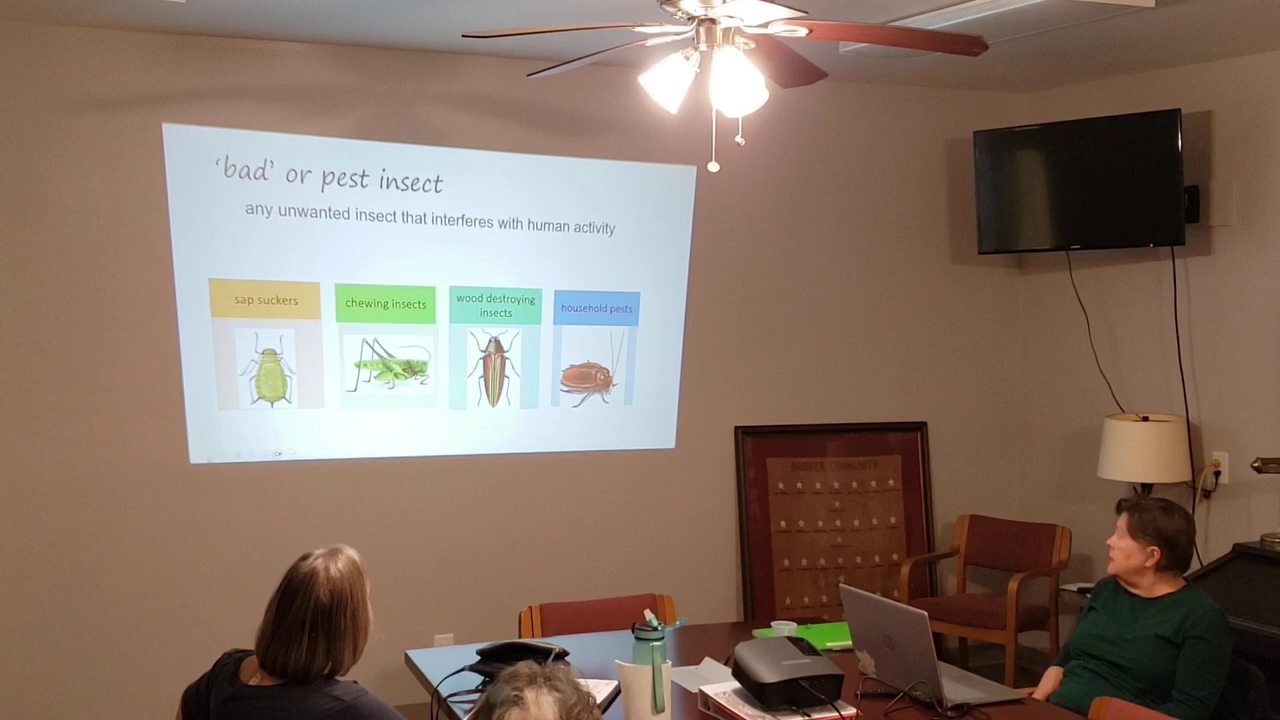 ‘bad’ or pest insect
any unwanted insect that interferes with human activity
sap suckers
chewing insects
wood destroying
insects
household pests